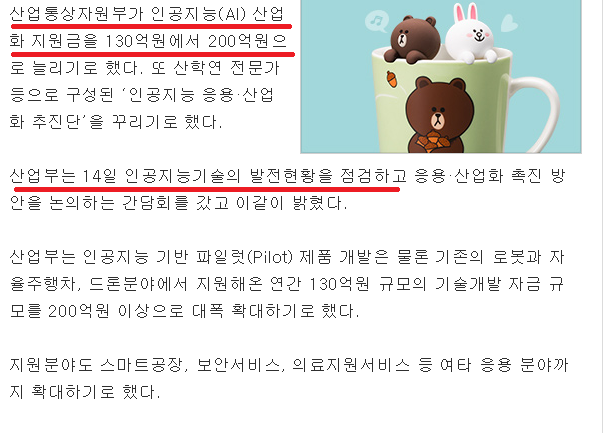 산업통상자원부가 인공지능(AI) 산업
화 지원금을 130억원에서 200억원으
로 늘리기로 했다. 또 산학연 전문가
등으로 구성된 ‘인공지능 응용·산업
화 추진단’을 꾸리기로 했다.
산업부는 14일 인공지능기술의 발전현황을 점검하고 응용·산업화 촉진 방
안을 논의하는 간담회를 갖고 이같이 밝혔다.
산업부는 인공지능 기반 파일럿(Pilot) 제품 개발은 물론 기존의 로봇과 자
율주행차, 드론분야에서 지원해온 연간 130억원 규모의 기술개발 자금 규
모를 200억원 이상으로 대폭 확대하기로 했다.
지원분야도 스마트공장, 보안서비스, 의료지원서비스 등 여타 응용 분야까
지 확대하기로 했다.